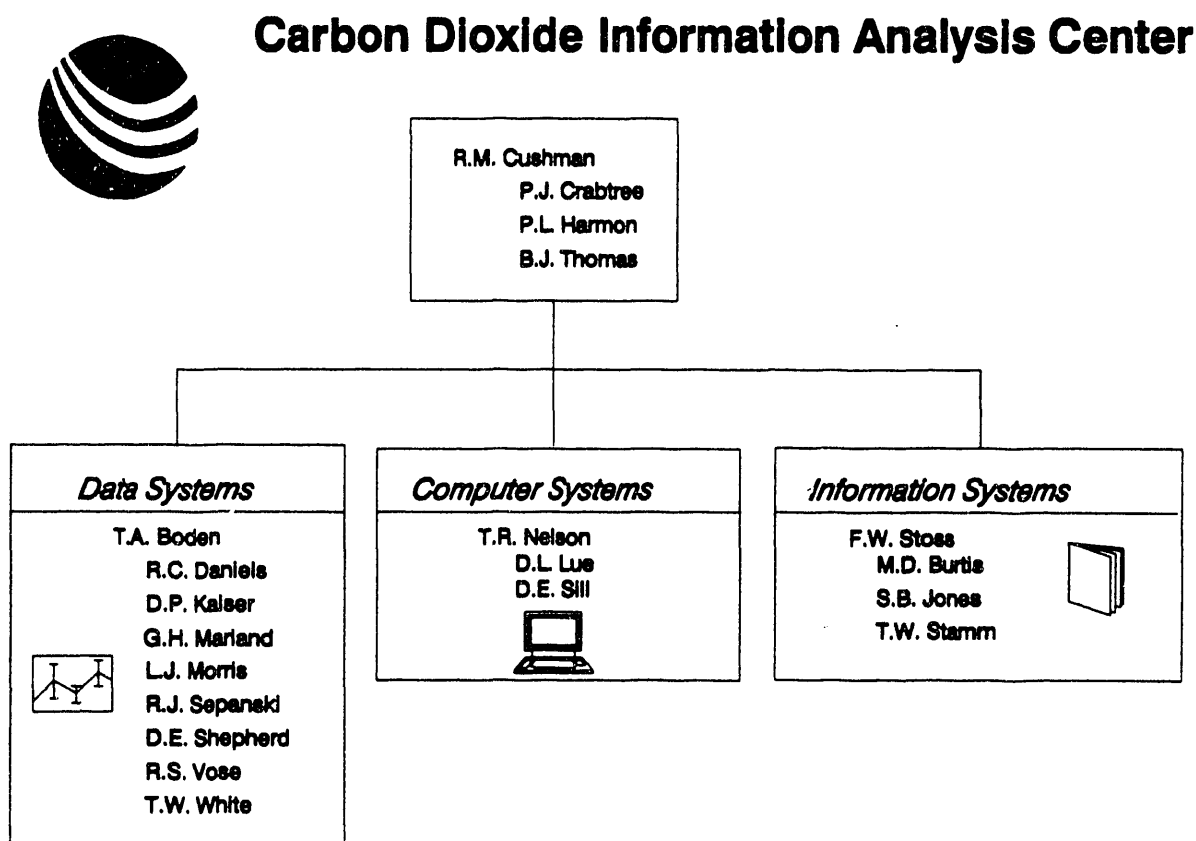 Carbon Dioxide Information Analysis Center
R.M. Cushman
P.J. Crabtree
P.L. Harmon
B.J. Thomas
Data Systems
T.A. Boden
R.C. Daniels
D.P. Kaiser
G.H. Marland
L.J. Morris
R.J. Sepanski
D.E. Shepherd
R.S. Vose
T.W. White
Computer Systems
T.R. Nelson
D.L. Lue
D.E. Sill
Information Systems
F.W. Stoss
M.D. Burtis
S.B. Jones
T.W. Stamm